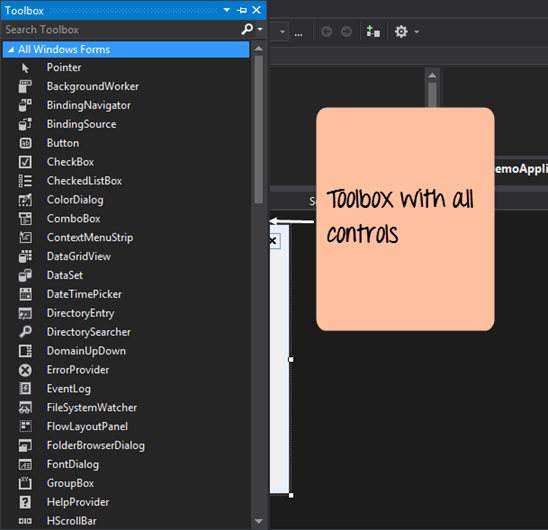 Toolbox
Search Toolbox
All Windows Forms
Pointer
BackgroundWorker
BindingNavigator
BindingSource
Button
CheckBox
CheckedListBox
ColorDialog
ComboBox
ContextMenuStrip
DataGridView
DataSet
DateTimePicker
DirectoryEntry
DirectorySearcher
DomainUpDown
ErrorProvider
EventLog
FileSystemWatcher
FlowLayoutPanel
FolderBrowserDialog
FontDialog
GroupBox
HelpProvider
HScrollBar
Toolbox with all
controls
emoAppli